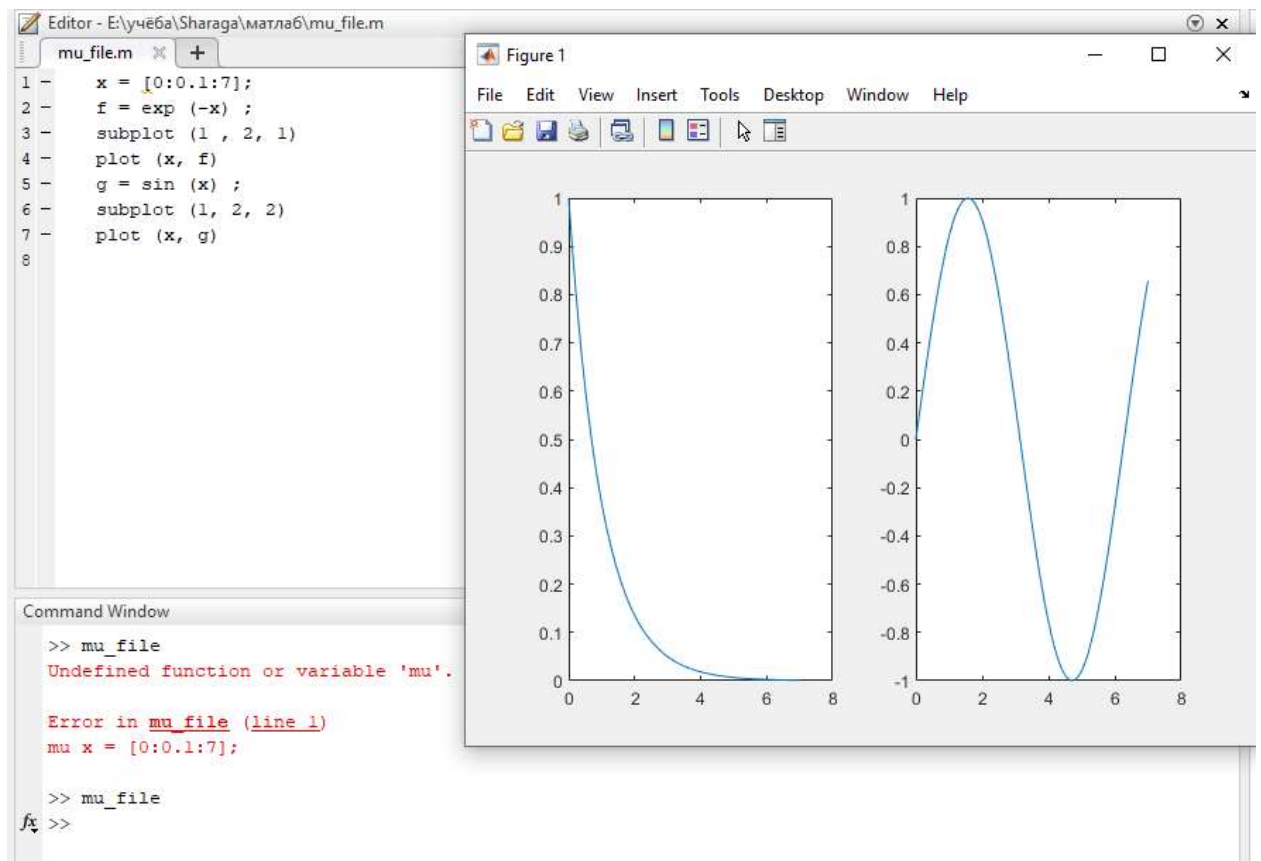 Editor - E:\учёба\Sharaga\матлаб\mu_file.m
mu_file.m
1 – x = [0:0.1:7];
2 – f = exp (-x) ;
3 – subplot (1 , 2, 1)
4 – plot (x, f)
5 – g = sin (x) ;
6 – subplot (1, 2, 2)
7 – plot (x, g)
8
Figure 1
File Edit View Insert Tools Desktop Window Help
1
0.9
0.8
0.7
0.6
0.5
0.4
0.3
0.2
0.1
0
0 2 4 6 8
1
0.8
0.6
0.4
0.2
0
-0.2
-0.4
-0.6
-0.8
-1
0 2 4 6 8
Command Window
>> mu_file
Undefined function or variable 'mu'.
Error in mu_file (line 1)
mu x = [0:0.1:7];
>> mu_file
fx >>